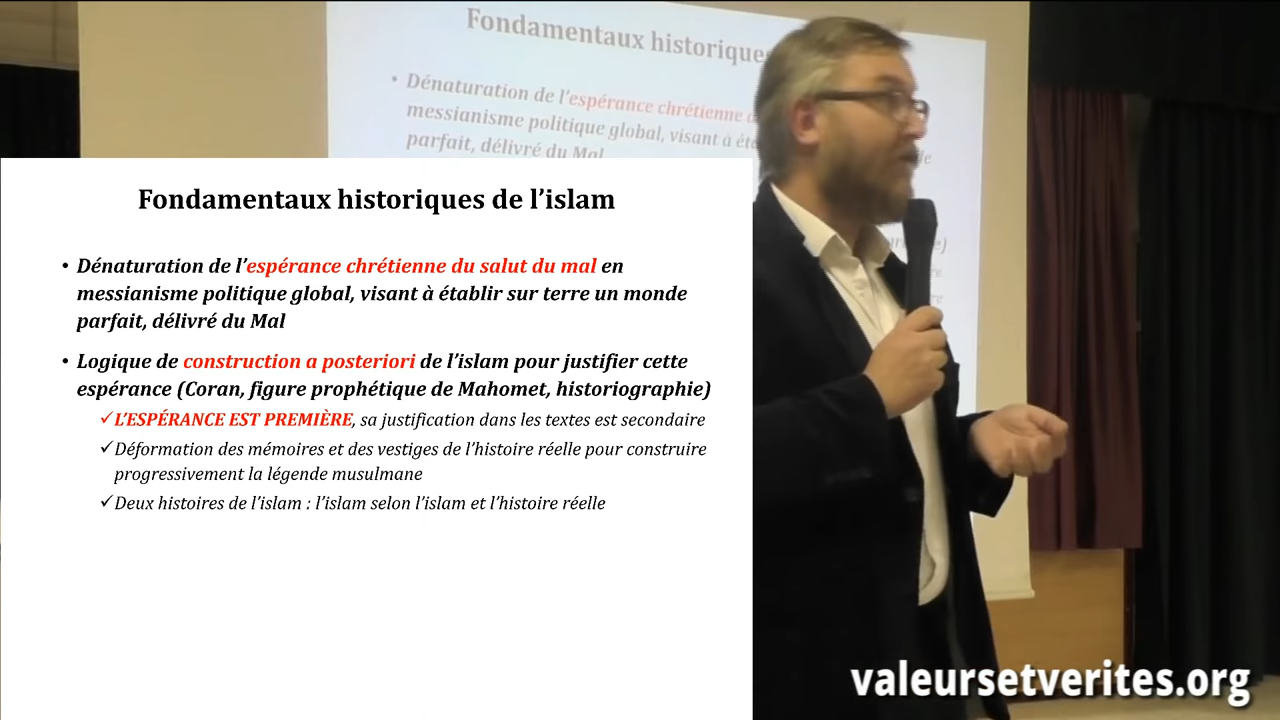 Fondamentaux historiques
• Dénaturation de l'espérance chrétienne
messianisme politique global, visant à
parfait, délivré du Mal
Fondamentaux historiques de l'islam
• Dénaturation de l'espérance chrétienne du salut du mal en
messianisme politique global, visant à établir sur terre un monde
parfait, délivré du Mal
• Logique de construction a posteriori de l'islam pour justifier cette
espérance (Coran, figure prophétique de Mahomet, historiographie)
✓L'ESPÉRANCE EST PREMIÈRE, sa justification dans les textes est secondaire
✓Déformation des mémoires et des vestiges de l'histoire réelle pour construire
progressivement la légende musulmane
✓Deux histoires de l'islam : l'islam selon l'islam et l'histoire réelle
valeursetverites.org